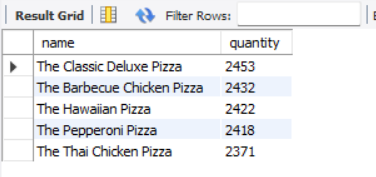 Result Grid Filter Rows:
name quantity
The Classic Deluxe Pizza 2453
The Barbecue Chicken Pizza 2432
The Hawaiian Pizza 2422
The Pepperoni Pizza 2418
The Thai Chicken Pizza 2371